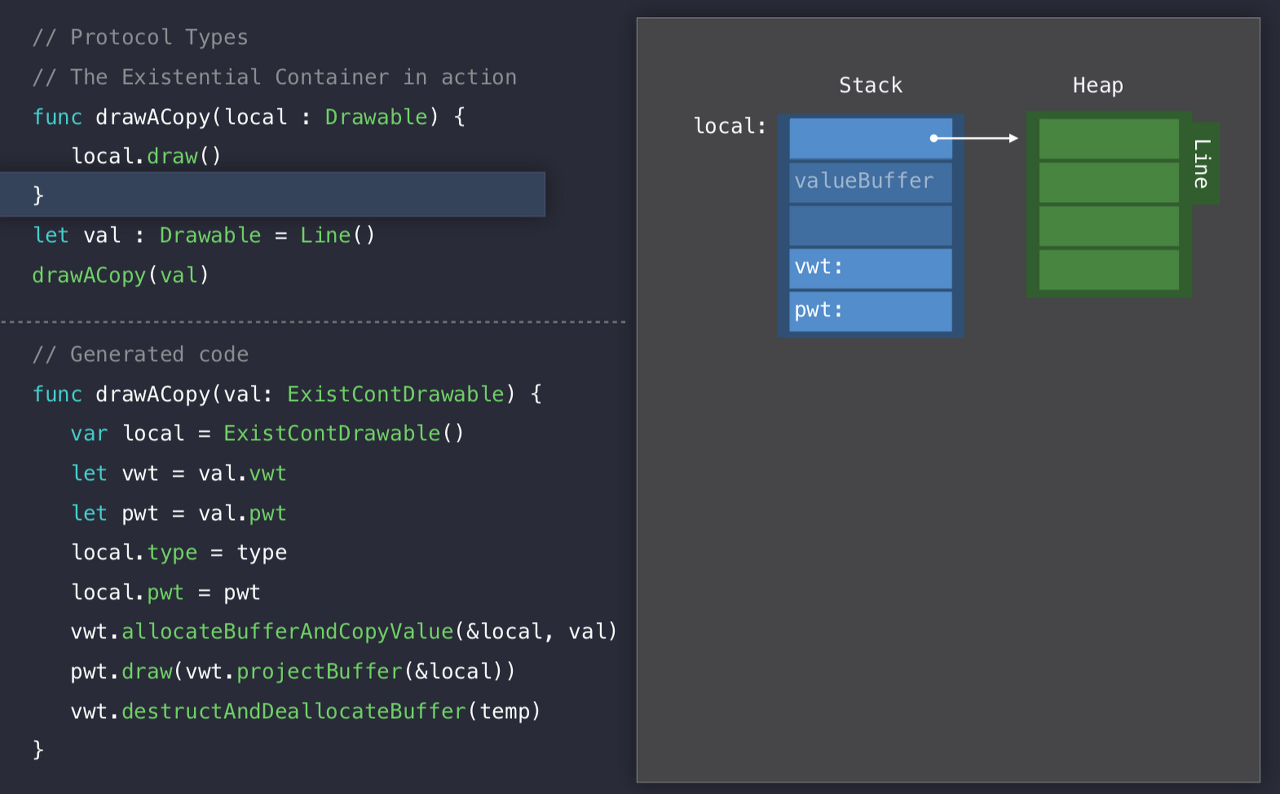 // Protocol Types
// The Existential Container in action
func drawACopy(local : Drawable) {
local.draw()
}
let val : Drawable = Line()
drawACopy(val)
// Generated code
func drawACopy(val: ExistContDrawable) {
var local = ExistContDrawable()
let vwt = val.vwt
let pwt = val.pwt
local.type = type
local.pwt = pwt
vwt.allocateBufferAndCopyValue(&local, val)
pwt.draw(vwt.projectBuffer(&local))
vwt.destructAndDeallocateBuffer(temp)
}
Stack
Heap
local:
valueBuffer
vwt:
pwt:
Line